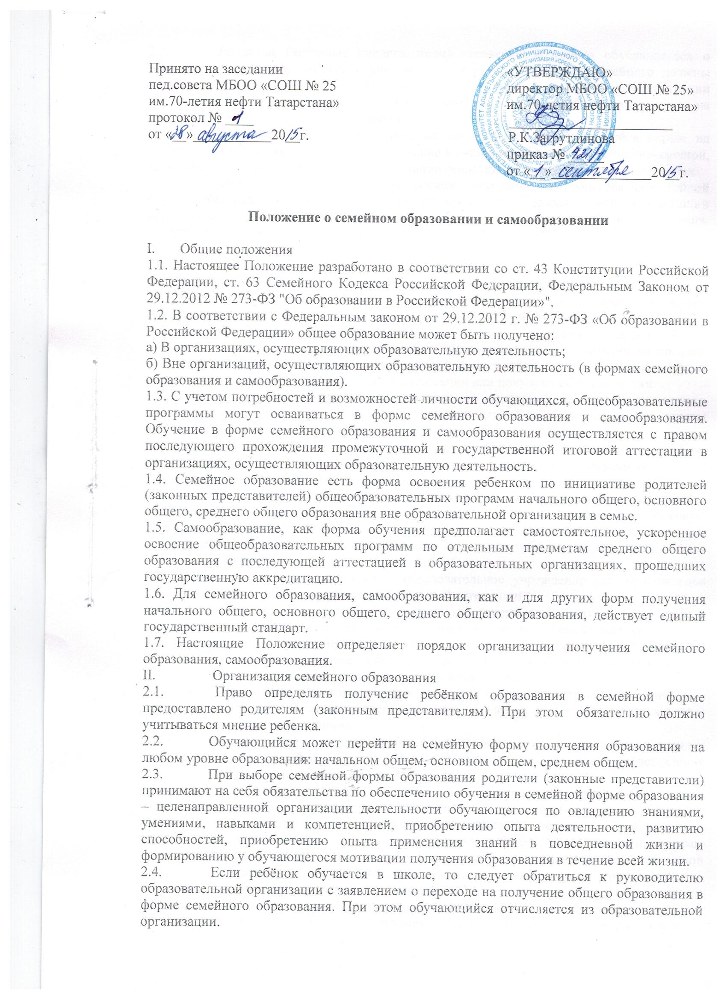 Принято на заседании
пед.совета МБОО «СОШ № 25
им.70-летия нефти Татарстана»
протокол № 1
от «28» августа 2015г.
«УТВЕРЖДАЮ»
директор МБОО «СОШ № 25»
им.70-летия нефти Татарстана»
Р.К.Загрутдинова
приказ № 421/1
от «1» сентября 2015г.
Положение о семейном образовании и самообразовании
I. Общие положения
1.1. Настоящее Положение разработано в соответствии со ст. 43 Конституции Российской
Федерации, ст. 63 Семейного Кодекса Российской Федерации, Федеральным Законом от
29.12.2012 № 273-ФЗ "Об образовании в Российской Федерации»".
1.2. В соответствии с Федеральным законом от 29.12.2012 г. № 273-ФЗ «Об образовании в
Российской Федерации» общее образование может быть получено:
а) В организациях, осуществляющих образовательную деятельность;
б) Вне организаций, осуществляющих образовательную деятельность (в формах семейного
образования и самообразования).
1.3. С учетом потребностей и возможностей личности обучающихся, общеобразовательные
программы могут осваиваться в форме семейного образования и самообразования.
Обучение в форме семейного образования и самообразования осуществляется с правом
последующего прохождения промежуточной и государственной итоговой аттестации в
организациях, осуществляющих образовательную деятельность.
1.4. Семейное образование есть форма освоения ребенком по инициативе родителей
(законных представителей) общеобразовательных программ начального общего, основного
общего, среднего общего образования вне образовательной организации в семье.
1.5. Самообразование, как форма обучения предполагает самостоятельное, ускоренное
освоение общеобразовательных программ по отдельным предметам среднего общего
образования с последующей аттестацией в образовательных организациях, прошедших
государственную аккредитацию.
1.6. Для семейного образования, самообразования, как и для других форм получения
начального общего, основного общего, среднего общего образования, действует единый
государственный стандарт.
1.7. Настоящие Положение определяет порядок организации получения семейного
образования, самообразования.
II. Организация семейного образования
2.1. Право определять получение ребёнком образования в семейной форме
предоставлено родителям (законным представителям). При этом обязательно должно
учитываться мнение ребенка.
2.2. Обучающийся может перейти на семейную форму получения образования на
любом уровне образования: начальном общем, основном общем, среднем общем.
2.3. При выборе семейной формы образования родители (законные представители)
принимают на себя обязательства по обеспечению обучения в семейной форме образования
– целенаправленной организации деятельности обучающегося по овладению знаниями,
умениями, навыками и компетенцией, приобретению опыта деятельности, развитию
способностей, приобретению опыта применения знаний в повседневной жизни и
формированию у обучающегося мотивации получения образования в течение всей жизни.
2.4. Если ребёнок обучается в школе, то следует обратиться к руководителю
образовательной организации с заявлением о переходе на получение общего образования в
форме семейного образования. При этом обучающийся отчисляется из образовательной
организации.